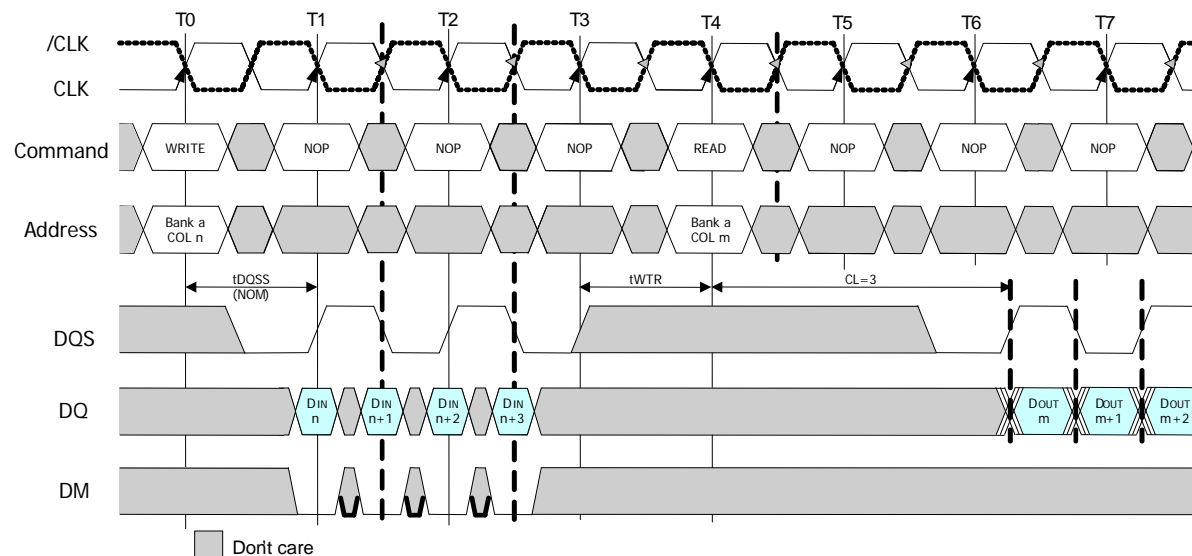 T0 T1 T2 T3 T4 T5 T6 T7
/CLK
CLK
Command WRITE NOP NOP NOP READ NOP NOP NOP
Address Bank a COL n Bank a COL m
tDQSS
(NOM)
tWTR
CL=3
DQS
DQ DIN n DIN n+1 DIN n+2 DIN n+3 DOUT m DOUT m+1 DOUT m+2
DM
Don't care